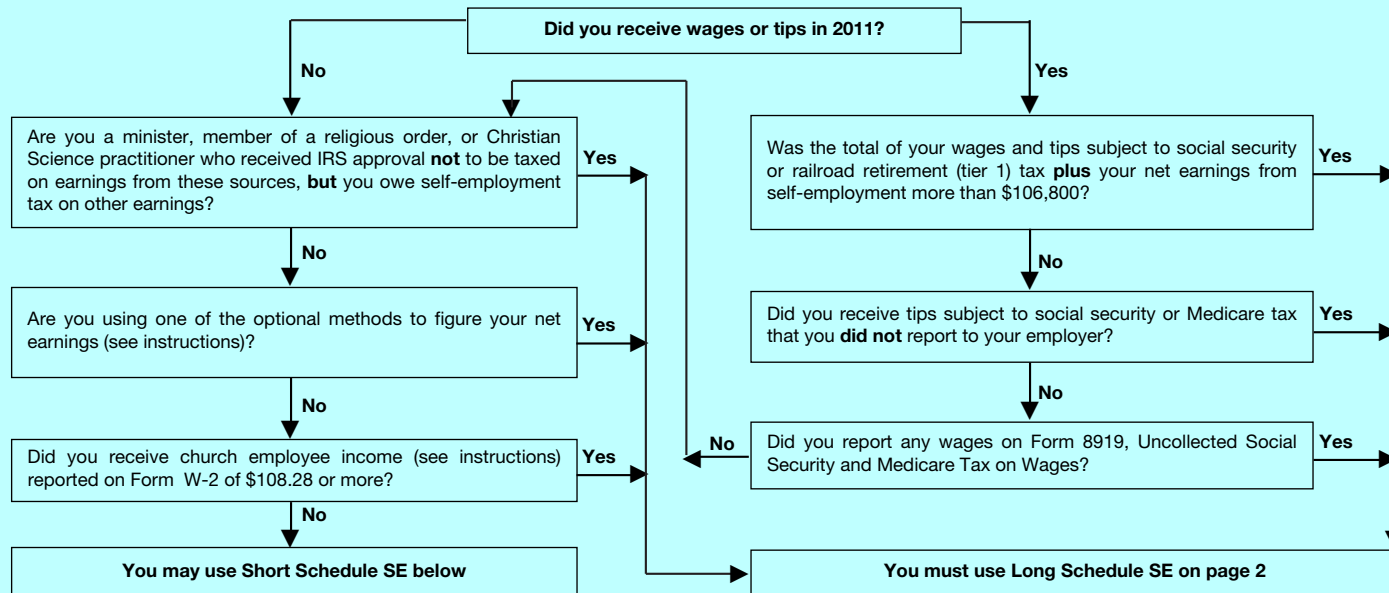 Did you receive wages or tips in 2011?
No
Yes
Are you a minister, member of a religious order, or Christian
Science practitioner who received IRS approval not to be taxed
on earnings from these sources, but you owe self-employment
tax on other earnings?
Yes
Was the total of your wages and tips subject to social security
or railroad retirement (tier 1) tax plus your net earnings from
self-employment more than $106,800?
Yes
No
No
Are you using one of the optional methods to figure your net
earnings (see instructions)?
Yes
Did you receive tips subject to social security or Medicare tax
that you did not report to your employer?
Yes
No
No
Did you receive church employee income (see instructions)
reported on Form W-2 of $108.28 or more?
Yes
No
Did you report any wages on Form 8919, Uncollected Social
Security and Medicare Tax on Wages?
Yes
No
You may use Short Schedule SE below
You must use Long Schedule SE on page 2